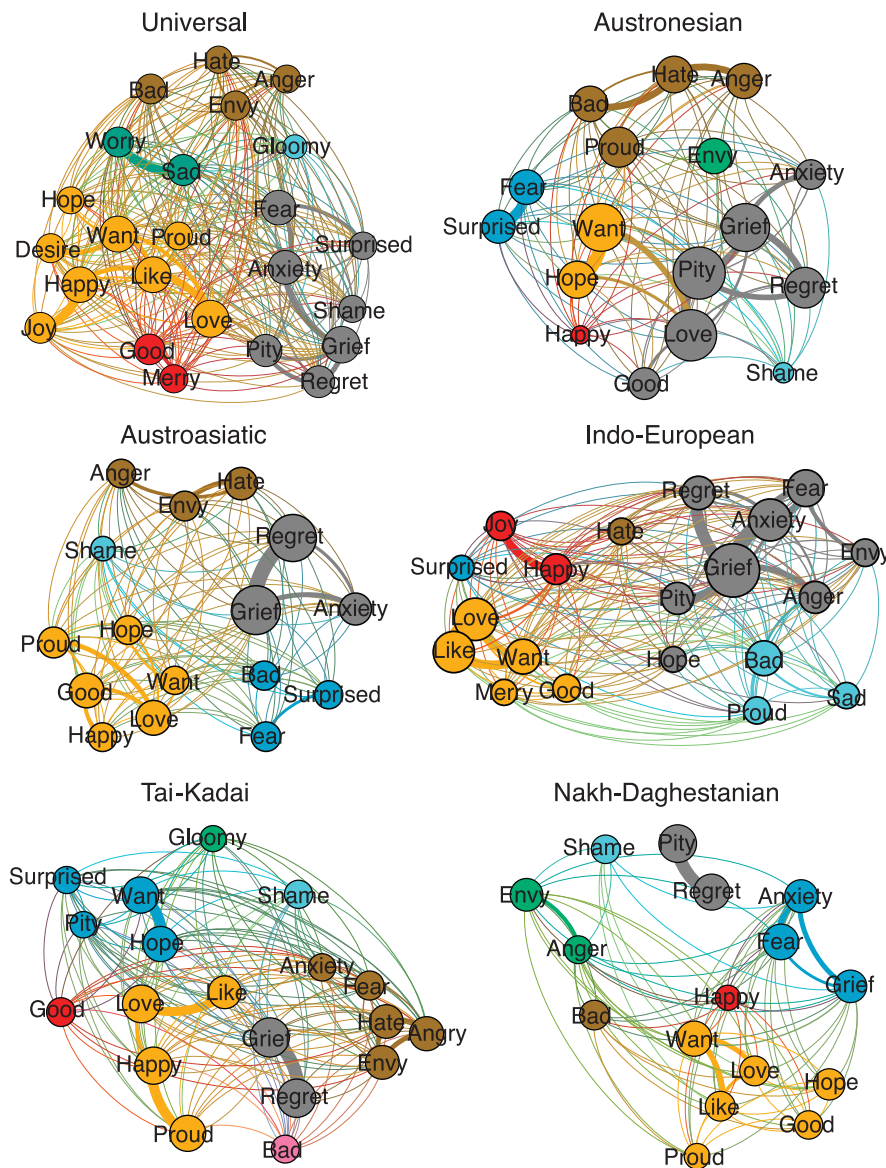 Universal
Hate
Anger
Bad
Envy
Worry
Gloomy
Sad
Hope
Fear
Want
Proud
Desire
Surprised
Happy
Like
Anxiety
Joy
Love
Shame
Good
Pity
Grief
Merry
Regret
Austronesian
Hate
Anger
Bad
Proud
Envy
Anxiety
Fear
Surprised
Want
Grief
Hope
Pity
Regret
Happy
Love
Good
Shame
Austroasiatic
Anger
Hate
Envy
Shame
Regret
Grief
Anxiety
Hope
Proud
Good
Want
Bad
Surprised
Love
Happy
Fear
Indo-European
Regret
Fear
Joy
Hate
Anxiety
Surprised
Happy
Grief
Envy
Love
Pity
Anger
Like
Want
Hope
Bad
Merry
Good
Proud
Sad
Tai-Kadai
Gloomy
Surprised
Want
Shame
Pity
Hope
Anxiety
Fear
Good
Love
Like
Hate
Angry
Grief
Happy
Envy
Regret
Proud
Bad
Nakh-Daghestanian
Shame
Pity
Envy
Regret
Anxiety
Anger
Fear
Grief
Happy
Bad
Want
Love
Hope
Like
Good
Proud